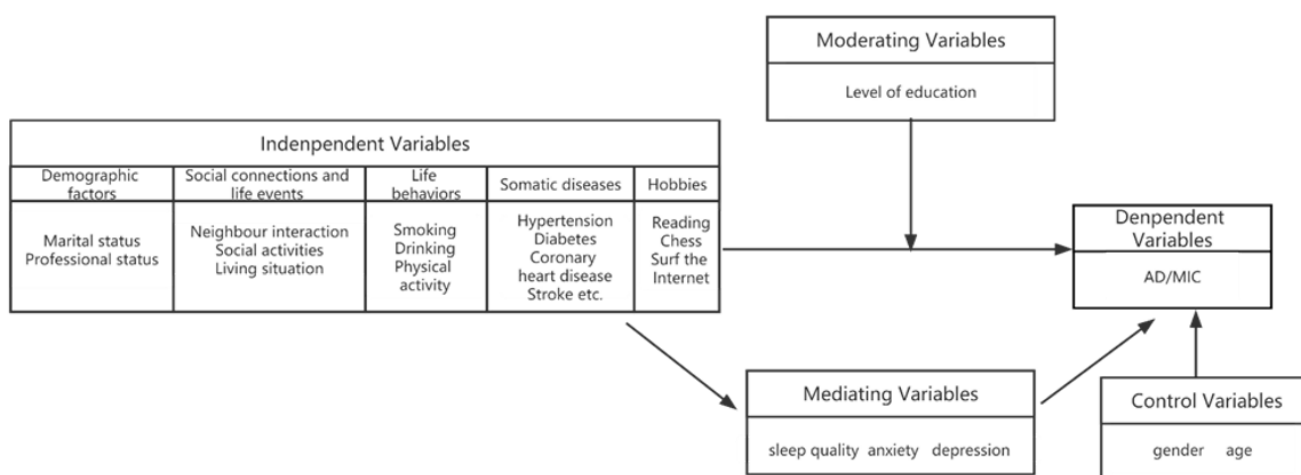 Moderating Variables
Level of education
Indenpendent Variables
Demographic
factors
Social connections and
life events
Life
behaviors
Somatic diseases
Hobbies
Marital status
Professional status
Neighbour interaction
Social activities
Living situation
Smoking
Drinking
Physical
activity
Hypertension
Diabetes
Coronary
heart disease
Stroke etc.
Reading
Chess
Surf the
Internet
Denpendent
Variables
AD/MIC
Mediating Variables
sleep quality anxiety depression
Control Variables
gender age